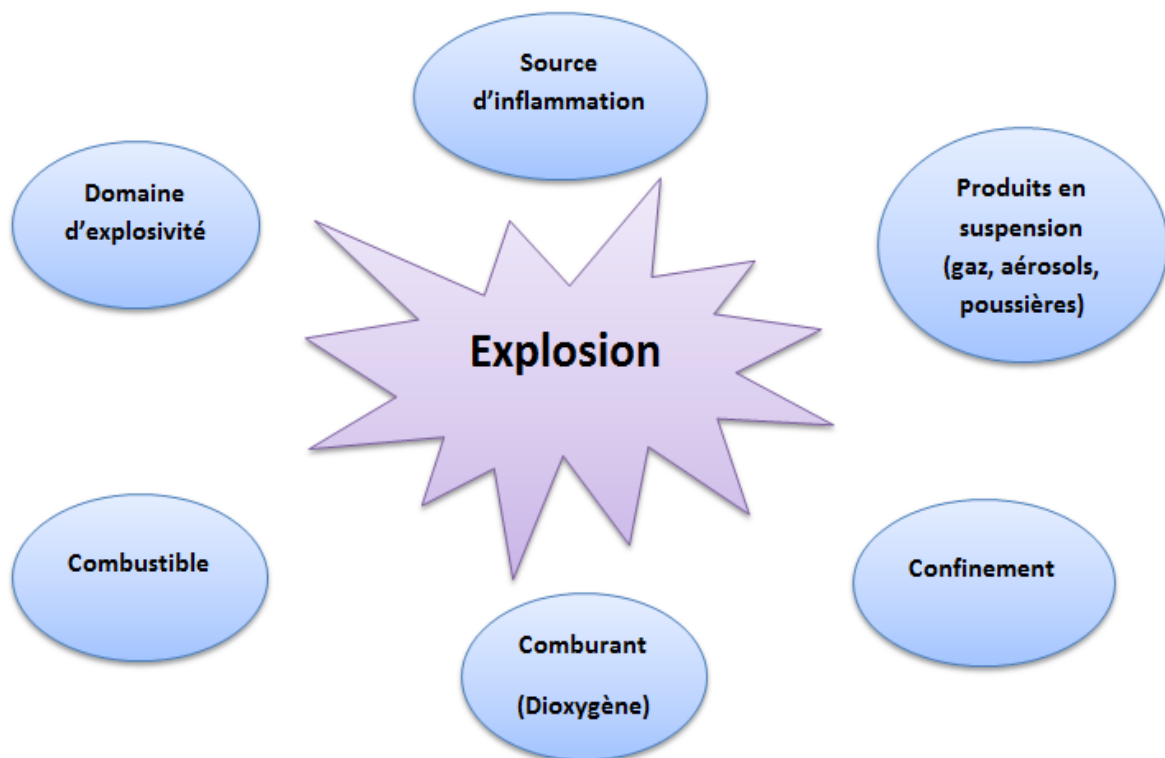 Source
d’inflammation
Domaine
d’explosivité
Produits en
suspension
(gaz, aérosols,
poussières)
Explosion
Combustible
Confinement
Comburant
(Dioxygène)